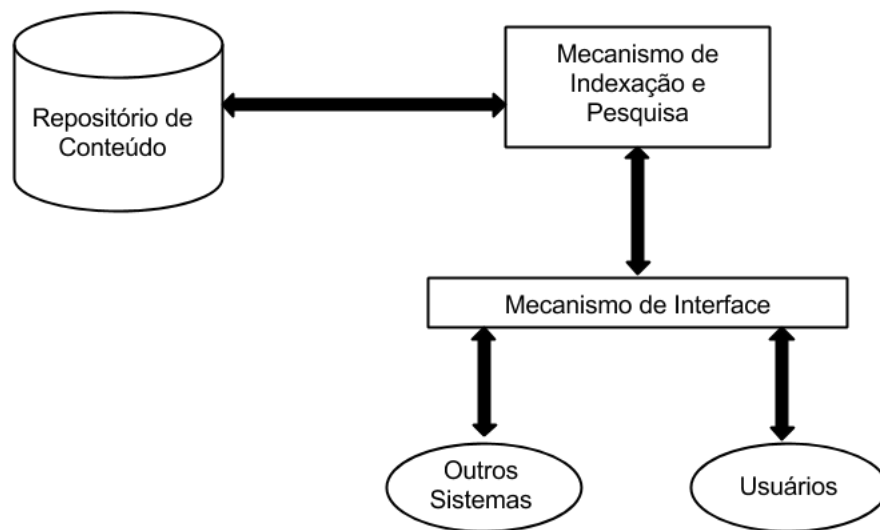 Repositório de
Conteúdo
Mecanismo de
Indexação e
Pesquisa
Mecanismo de Interface
Outros
Sistemas
Usuários